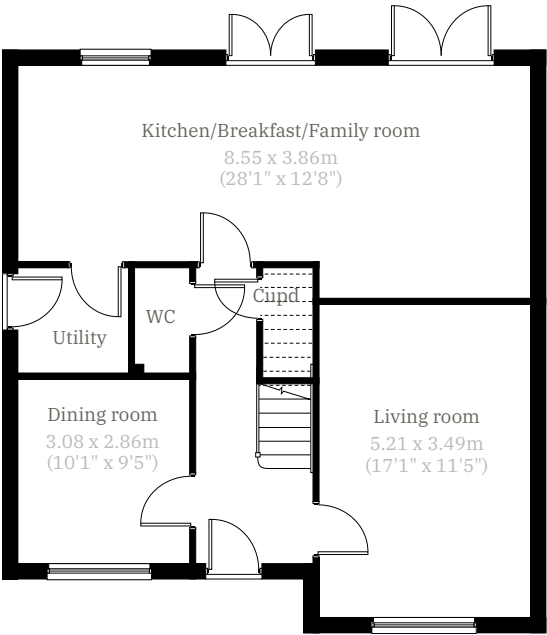 Kitchen/Breakfast/Family room
8.55 x 3.86m
(28'1" x 12'8")
Cupd
WC
Utility
Dining room
3.08 x 2.86m
(10'1" x 9'5")
Living room
5.21 x 3.49m
(17'1" x 11'5")